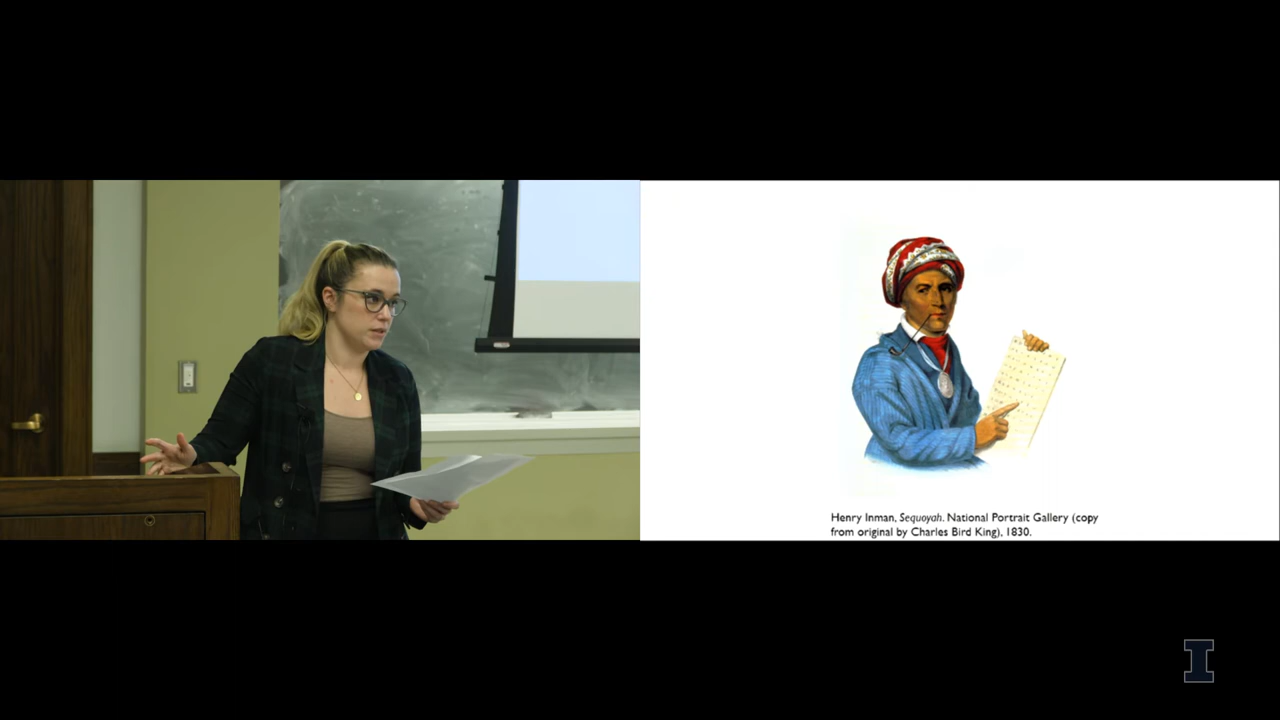 Henry Inman, Sequoyah. National Portrait Gallery (copy
from original by Charles Bird King), 1830.
I